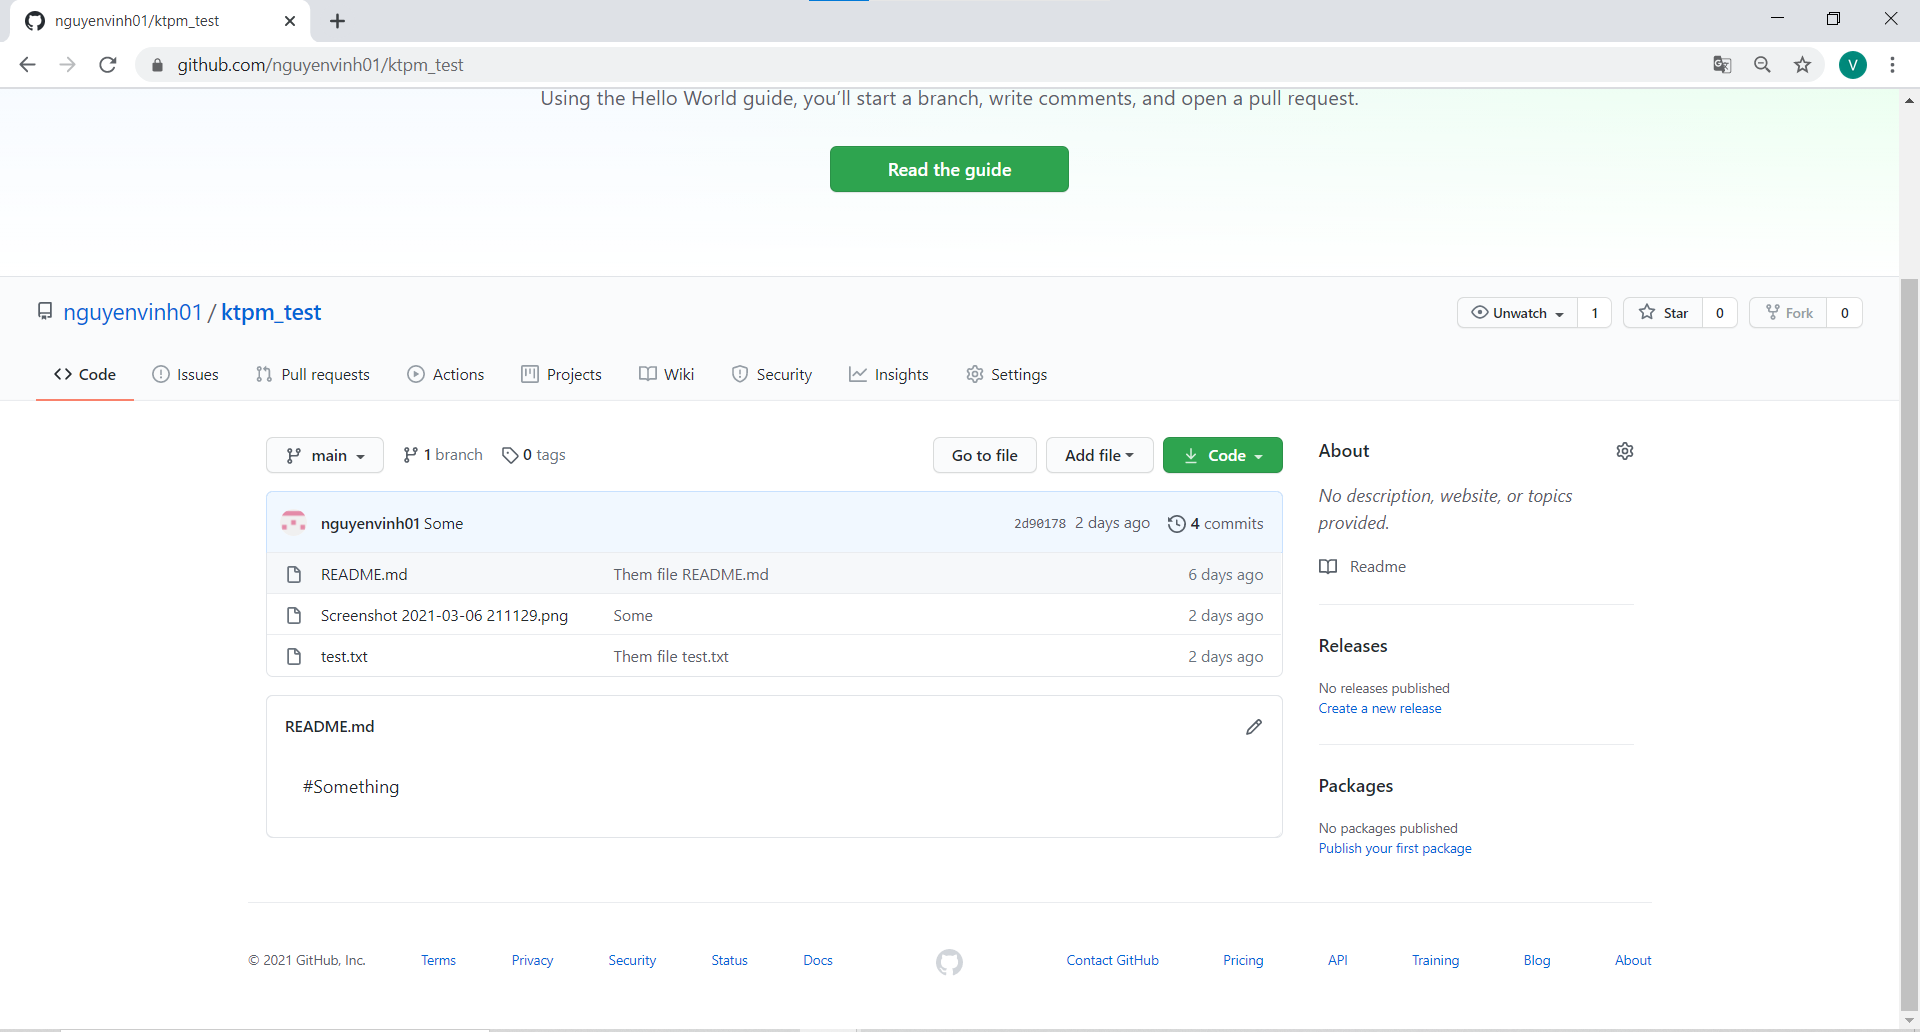 nguyenvinh01/ktpm_test
github.com/nguyenvinh01/ktpm_test
V
Using the Hello World guide, you’ll start a branch, write comments, and open a pull request.
Read the guide
nguyenvinh01 / ktpm_test
Unwatch 1 Star 0 Fork 0
Code Issues Pull requests Actions Projects Wiki Security Insights Settings
main 1 branch 0 tags Go to file Add file Code
nguyenvinh01 Some 2d90178 2 days ago 4 commits
README.md Them file README.md 6 days ago
Screenshot 2021-03-06 211129.png Some 2 days ago
test.txt Them file test.txt 2 days ago
README.md
#Something
About
No description, website, or topics
provided.
Readme
Releases
No releases published
Create a new release
Packages
No packages published
Publish your first package
© 2021 GitHub, Inc. Terms Privacy Security Status Docs Contact GitHub Pricing API Training Blog About